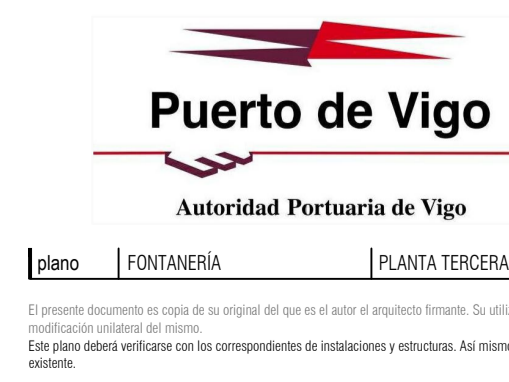 Puerto de Vigo
Autoridad Portuaria de Vigo
plano FONTANERÍA PLANTA TERCERA
El presente documento es copia de su original del que es el autor el arquitecto firmante. Su
modificación unilateral del mismo.
Este plano deberá verificarse con los correspondientes de instalaciones y estructuras. Así mismo
existente.